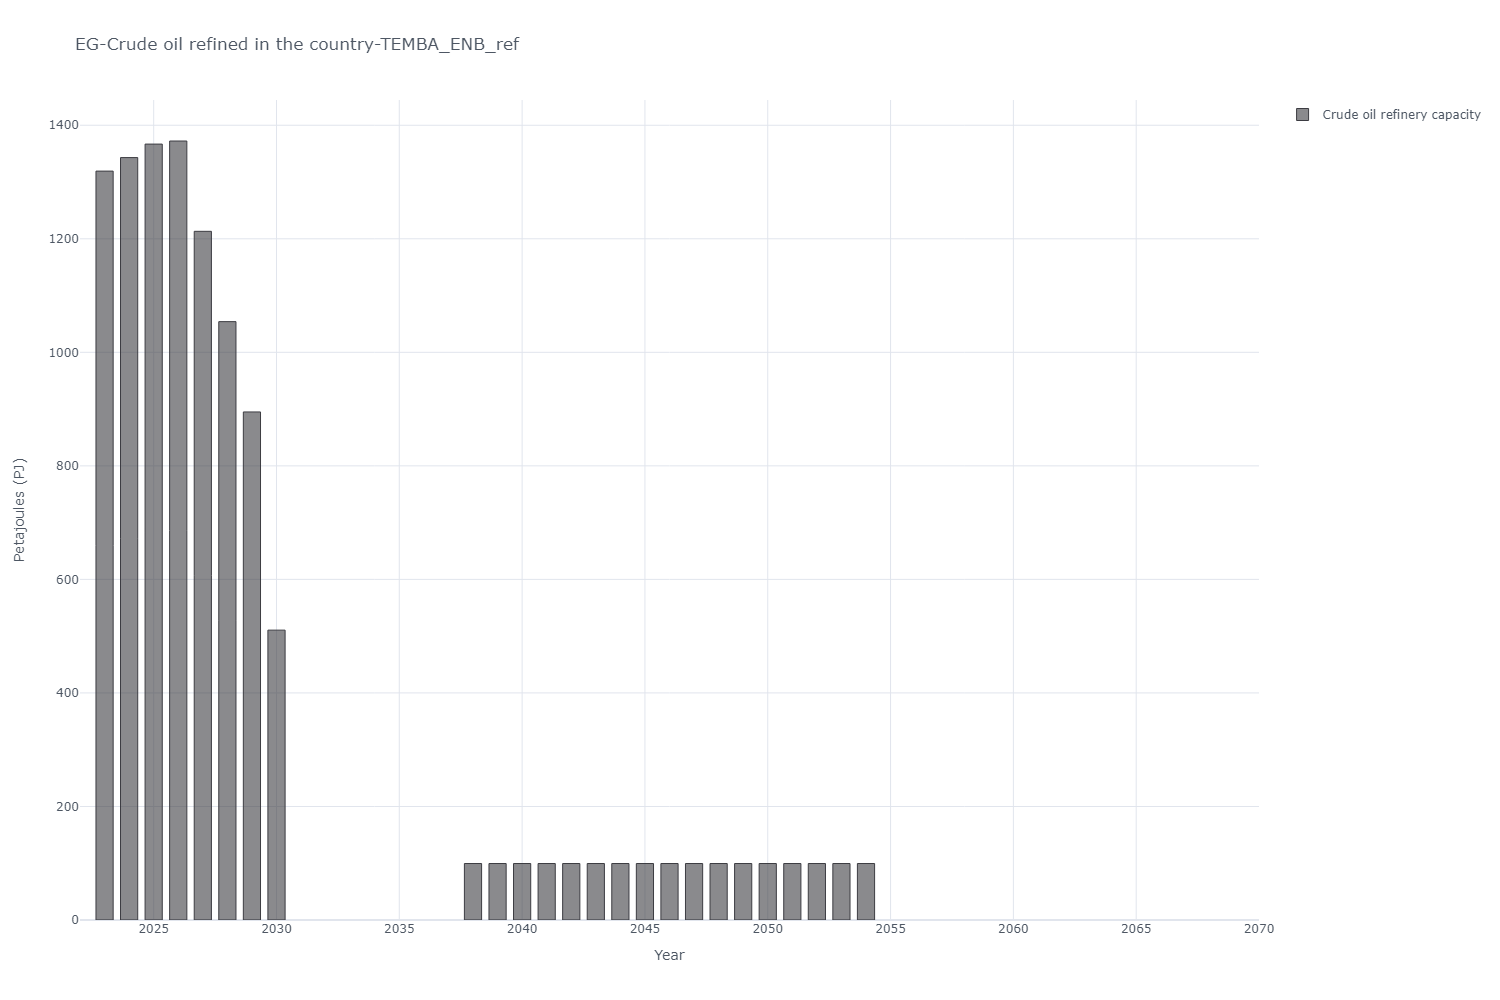 EG-Crude oil refined in the country-TEMBA_ENB_ref
Crude oil refinery capacity
1400
1200
1000
800
600
400
200
0
Petajoules (PJ)
2025 2030 2035 2040 2045 2050 2055 2060 2065 2070
Year